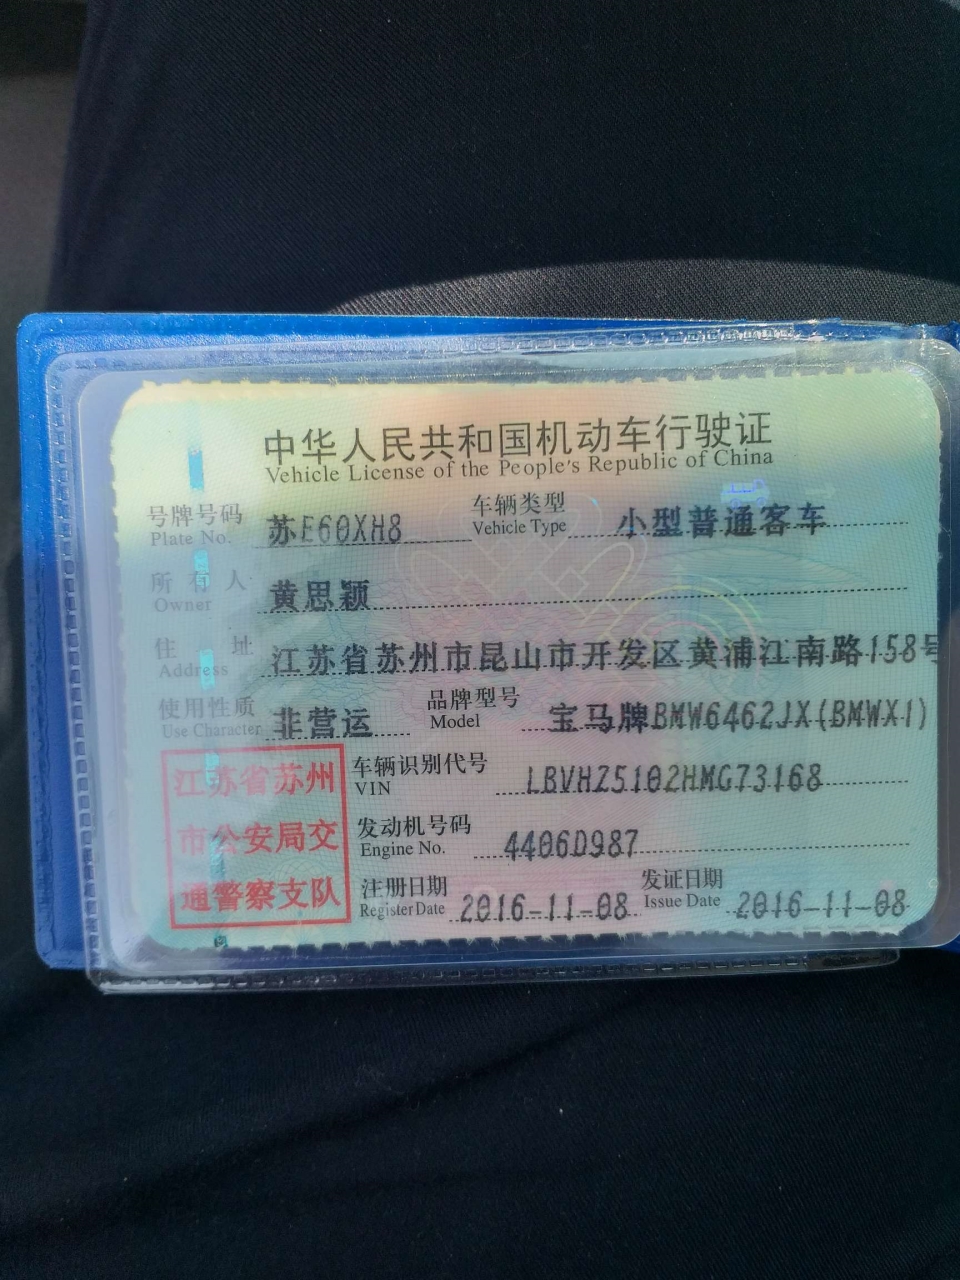 中华人民共和国机动车行驶证
Vehicle License of the People's Republic of China
号牌号码 苏E60XH8 车辆类型 小型普通客车
Plate No. Vehicle Type
所有人 黄思颖
Owner
住址 江苏省苏州市昆山市开发区黄浦江南路158号
Address
使用性质 非营运 品牌型号 宝马牌BMW6462JX(BMWX1)
Use Character Model
江苏省苏州 车辆识别代号 LBVHZ5102HMG73168
VIN
市公安局交 发动机号码 4406D987
Engine No.
通警察支队 注册日期 2016-11-08 发证日期 2016-11-08
Register Date Issue Date